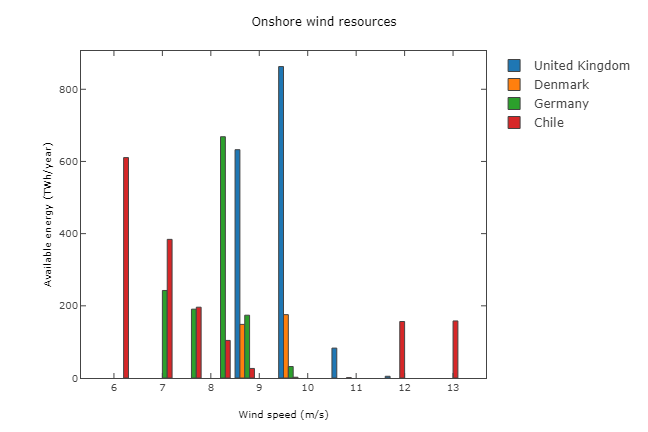 Onshore wind resources
United Kingdom
Denmark
Germany
Chile
Available energy (TWh/year)
800
600
400
200
0
6 7 8 9 10 11 12 13
Wind speed (m/s)